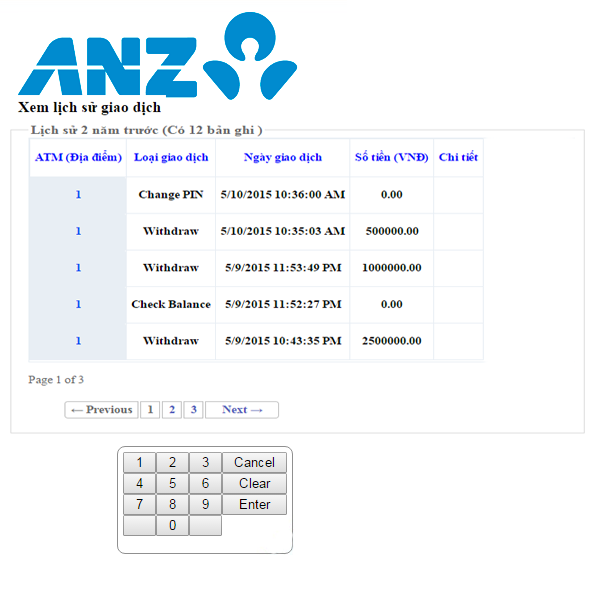 ANZ
Xem lịch sử giao dịch
Lịch sử 2 năm trước (Có 12 bản ghi )
ATM (Địa điểm) Loại giao dịch Ngày giao dịch Số tiền (VNĐ) Chi tiết
1 Change PIN 5/10/2015 10:36:00 AM 0.00
1 Withdraw 5/10/2015 10:35:03 AM 500000.00
1 Withdraw 5/9/2015 11:53:49 PM 1000000.00
1 Check Balance 5/9/2015 11:52:27 PM 0.00
1 Withdraw 5/9/2015 10:43:35 PM 2500000.00
Page 1 of 3
← Previous 1 2 3 Next →
1 2 3 Cancel
4 5 6 Clear
7 8 9 Enter
0